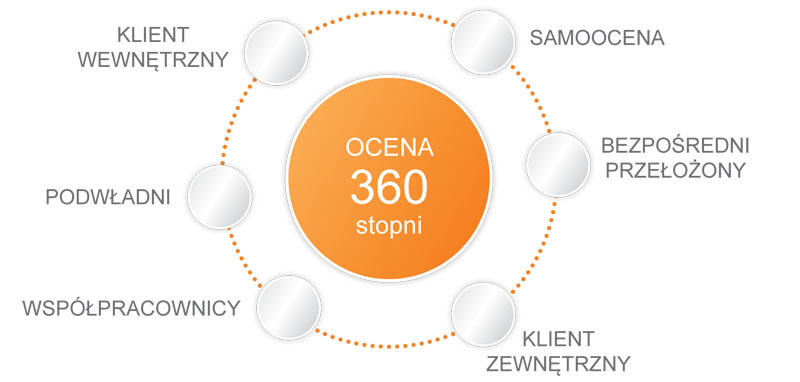 KLIENT
WEWNĘTRZNY
SAMOOCENA
OCENA
360
stopni
BEZPOŚREDNI
PRZEŁOŻONY
PODWŁADNI
WSPÓŁPRACOWNICY
KLIENT
ZEWNĘTRZNY